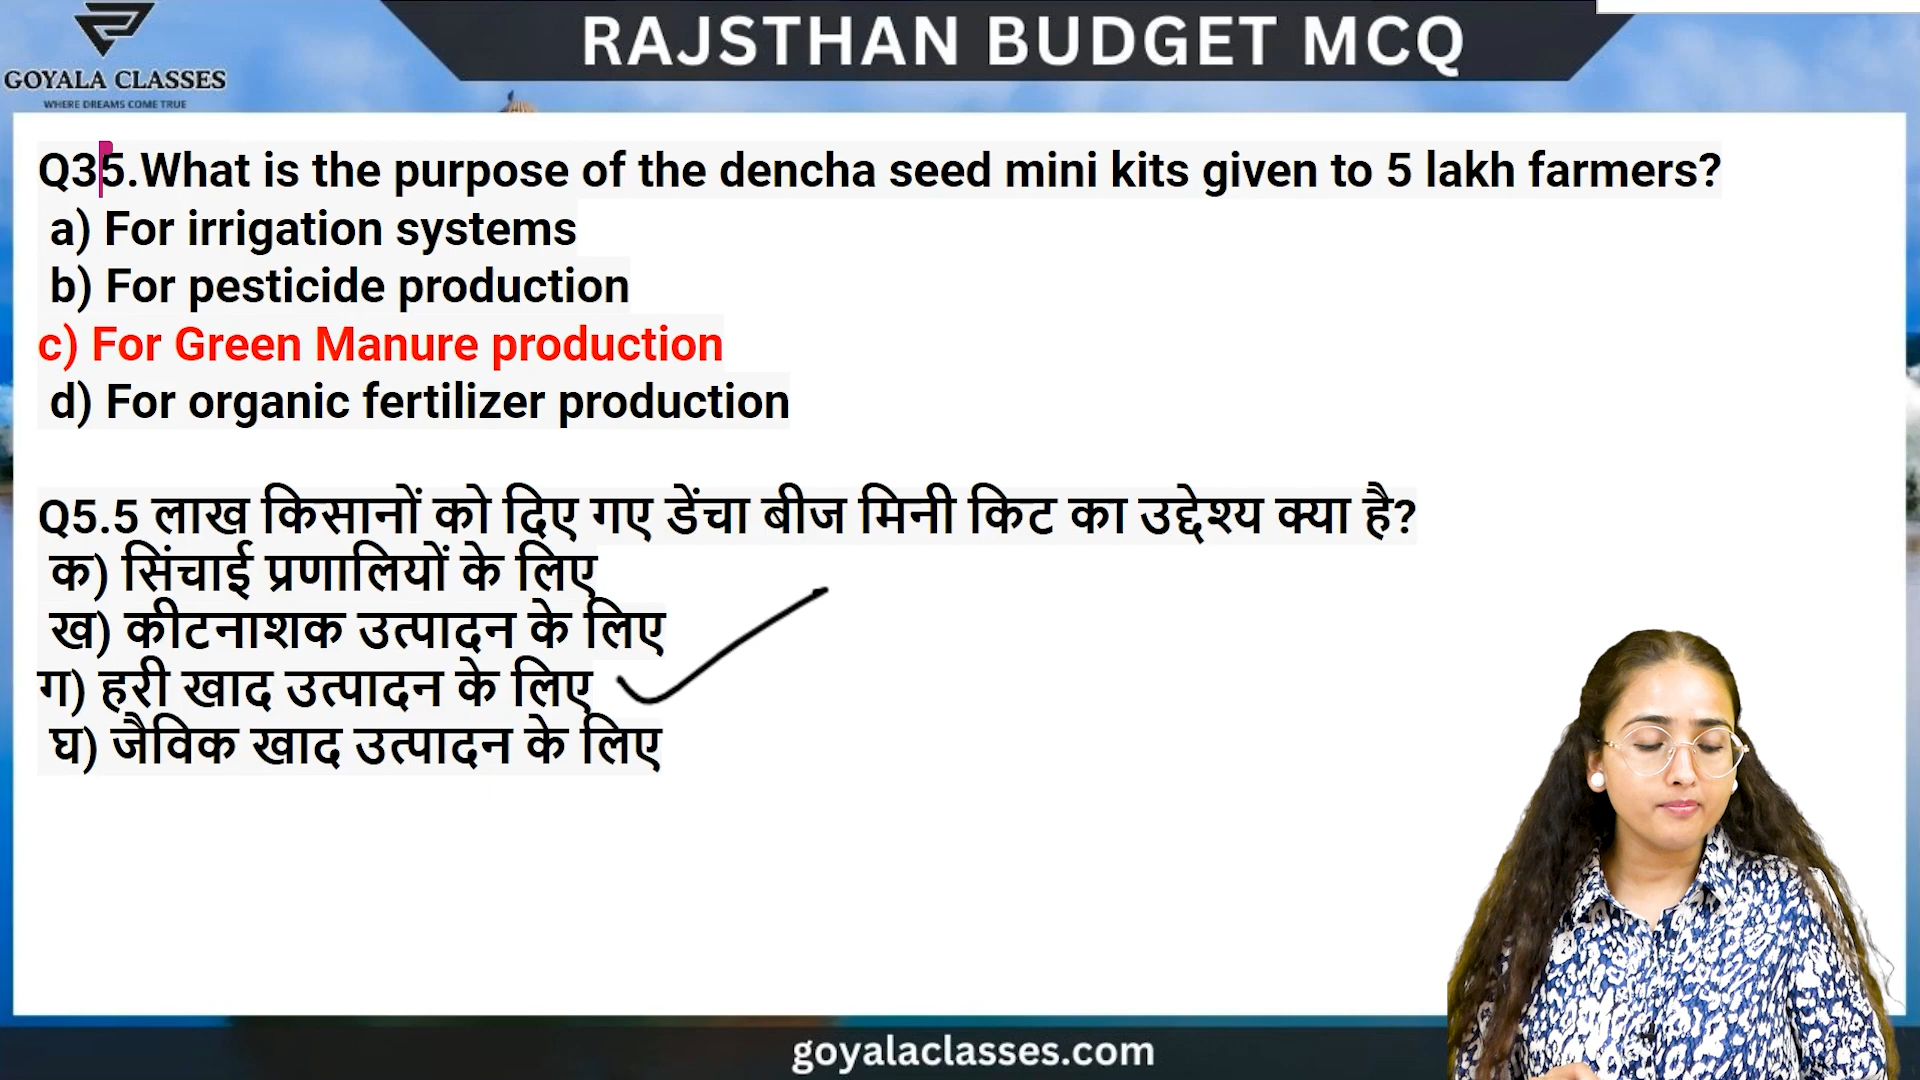 GOYALA CLASSES
WHERE DREAMS COME TRUE
RAJSTHAN BUDGET MCQ
Q35.What is the purpose of the dencha seed mini kits given to 5 lakh farmers?
a) For irrigation systems
b) For pesticide production
c) For Green Manure production
d) For organic fertilizer production
Q5.5 लाख किसानों को दिए गए डेंचा बीज मिनी किट का उद्देश्य क्या है?
क) सिंचाई प्रणालियों के लिए
ख) कीटनाशक उत्पादन के लिए
ग) हरी खाद उत्पादन के लिए
घ) जैविक खाद उत्पादन के लिए
goyalaclasses.com